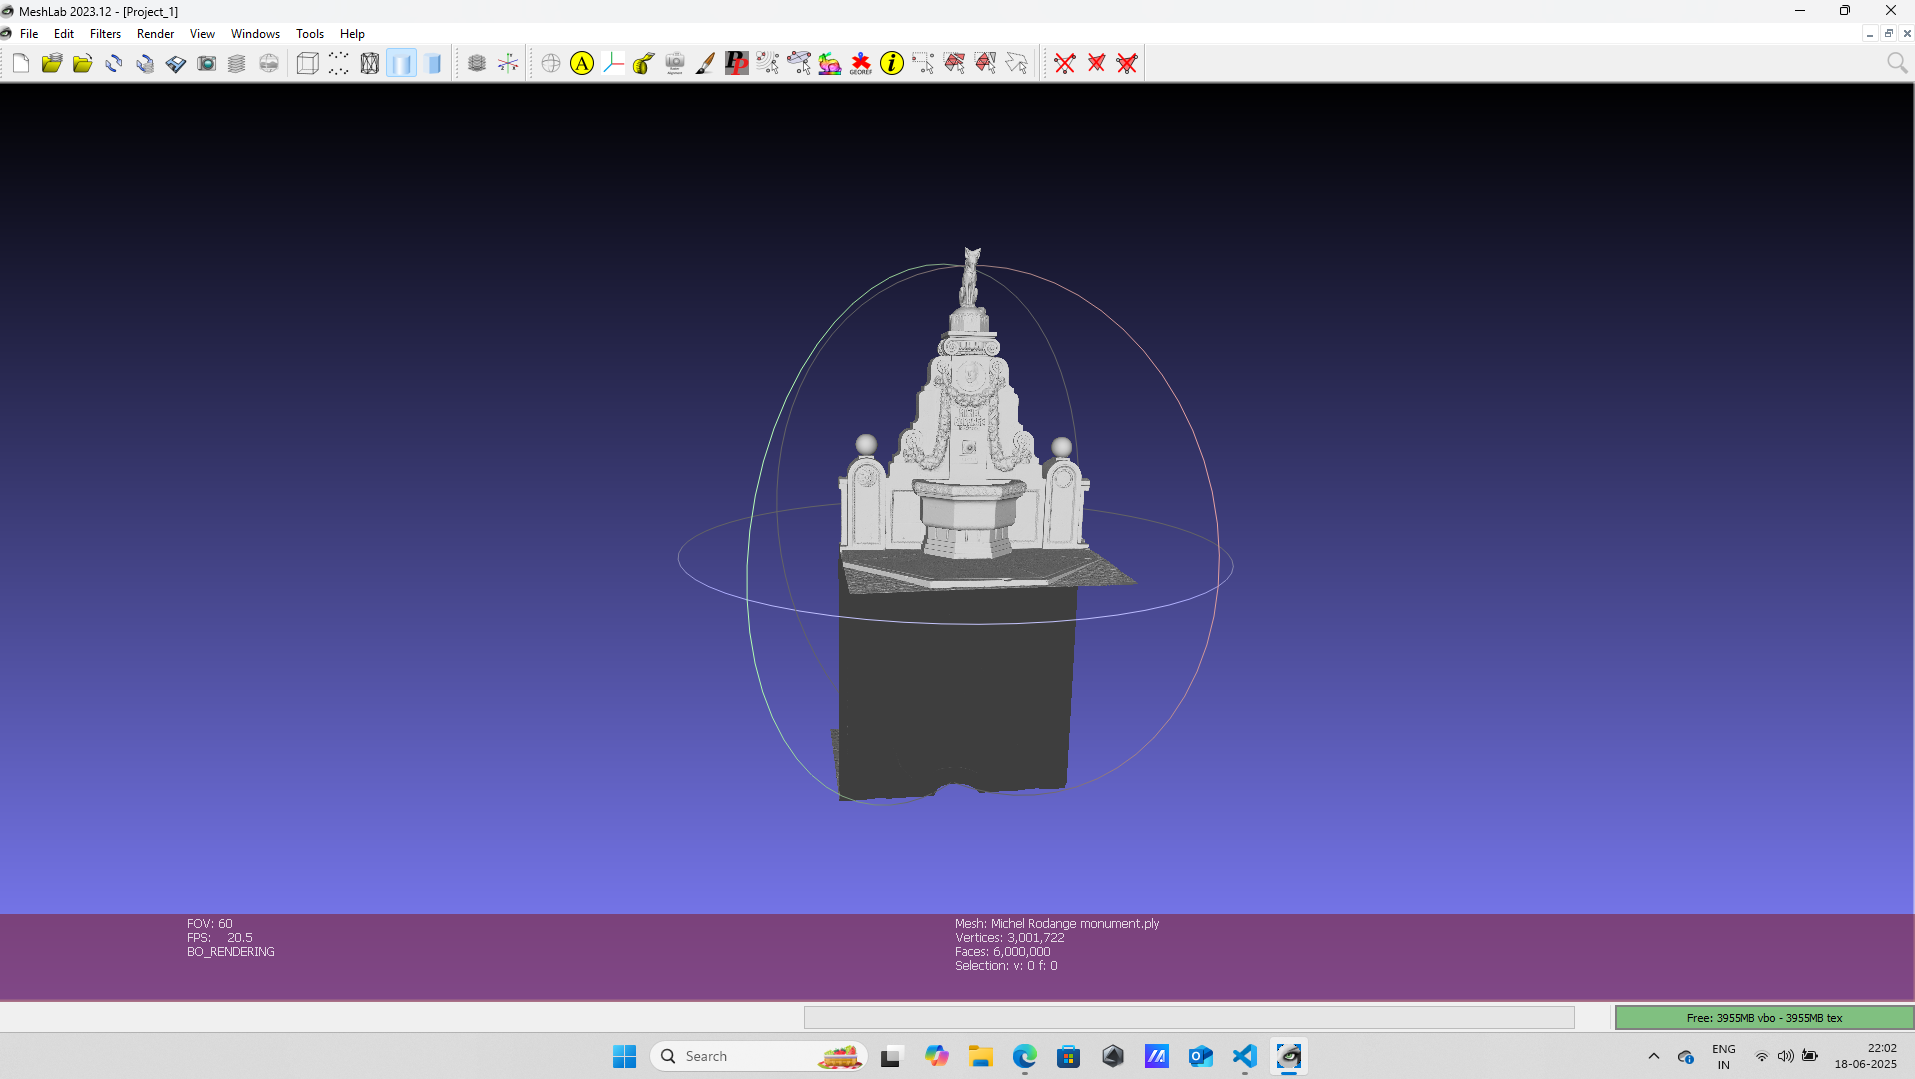 MeshLab 2023.12 - [Project_1]
File Edit Filters Render View Windows Tools Help
A
PP
GEOREF
i
FOV: 60
FPS: 20.5
BO_RENDERING
Mesh: Michel Rodange monument.ply
Vertices: 3,001,722
Faces: 6,000,000
Selection: v: 0 f: 0
Free: 3955MB vbo - 3955MB tex
Search
ENG
IN
22:02
18-06-2025